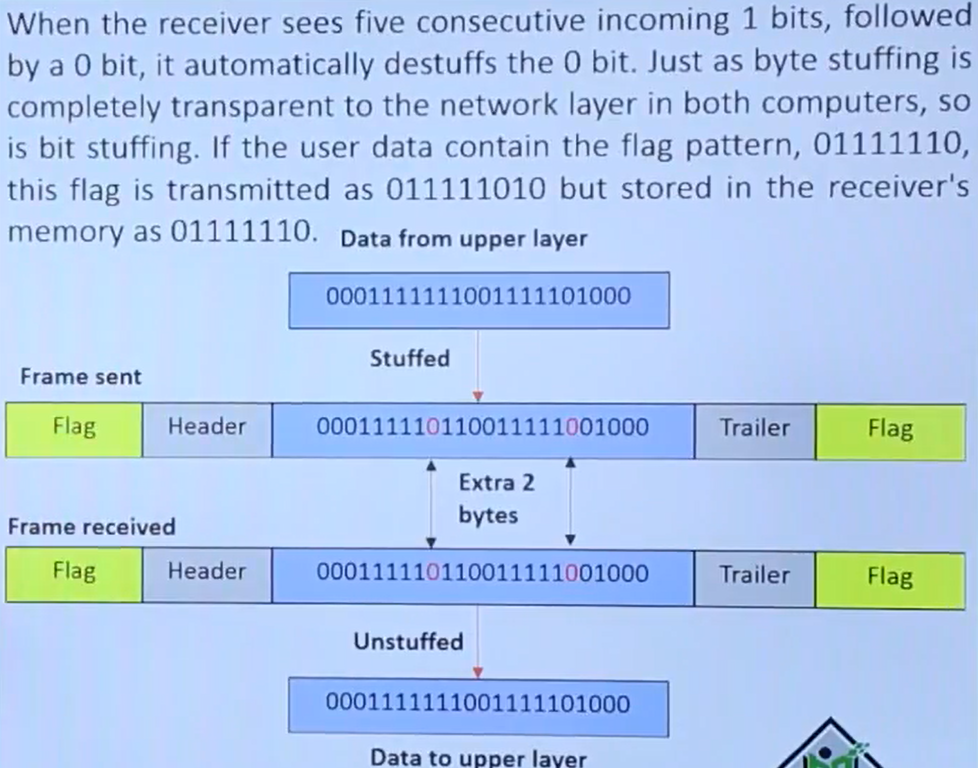 When the receiver sees five consecutive incoming 1 bits, followed
by a 0 bit, it automatically destuffs the 0 bit. Just as byte stuffing is
completely transparent to the network layer in both computers, so
is bit stuffing. If the user data contain the flag pattern, 01111110,
this flag is transmitted as 011111010 but stored in the receiver's
memory as 01111110.
Data from upper layer
0001111111001111101000
Stuffed
Frame sent
Flag Header 000111110110011111001000 Trailer Flag
Extra 2
bytes
Frame received
Flag Header 000111110110011111001000 Trailer Flag
Unstuffed
0001111111001111101000
Data to upper layer